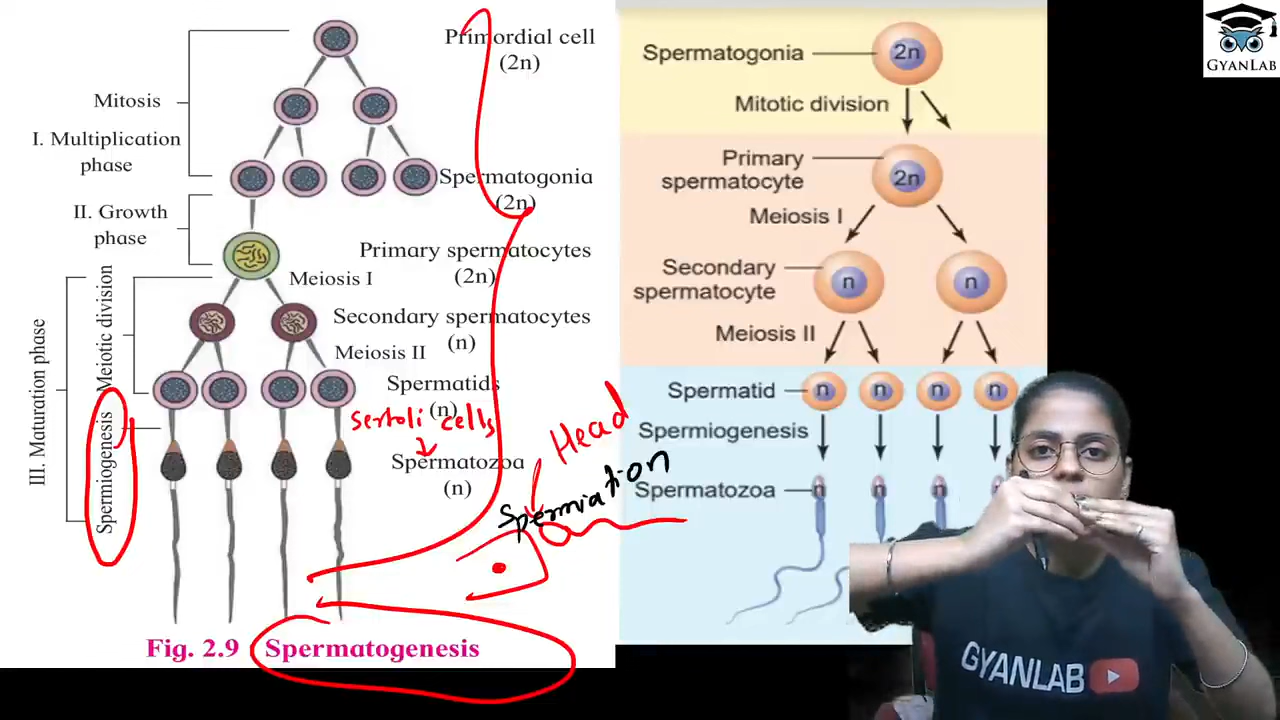 Primordial cell
(2n)
Mitosis
I. Multiplication
phase
Spermatogonia
(2n)
II. Growth
phase
Primary spermatocytes
(2n)
Meiosis I
Secondary spermatocytes
(n)
Meiosis II
Spermatids
(n)
III. Maturation phase
Meiotic division
Spermiogenesis
Sertoli cells
Spermatozoa
(n)
Head
Spermiation
Fig. 2.9 Spermatogenesis
Spermatogonia
2n
Mitotic division
Primary
spermatocyte
2n
Meiosis I
Secondary
spermatocyte
n n
Meiosis II
Spermatid
n n n n
Spermiogenesis
Spermatozoa
n n n n
GYANLAB
GYANLAB